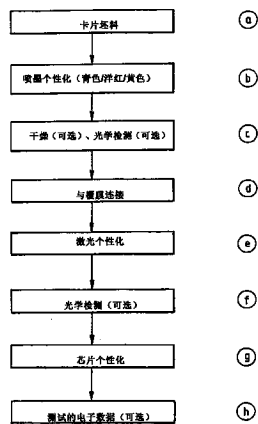 卡片坯料
a
喷墨个性化（青色/洋红/黄色）
b
干燥（可选）、光学检测（可选）
c
与覆膜连接
d
激光个性化
e
光学检测（可选）
f
芯片个性化
g
测试的电子数据（可选）
h